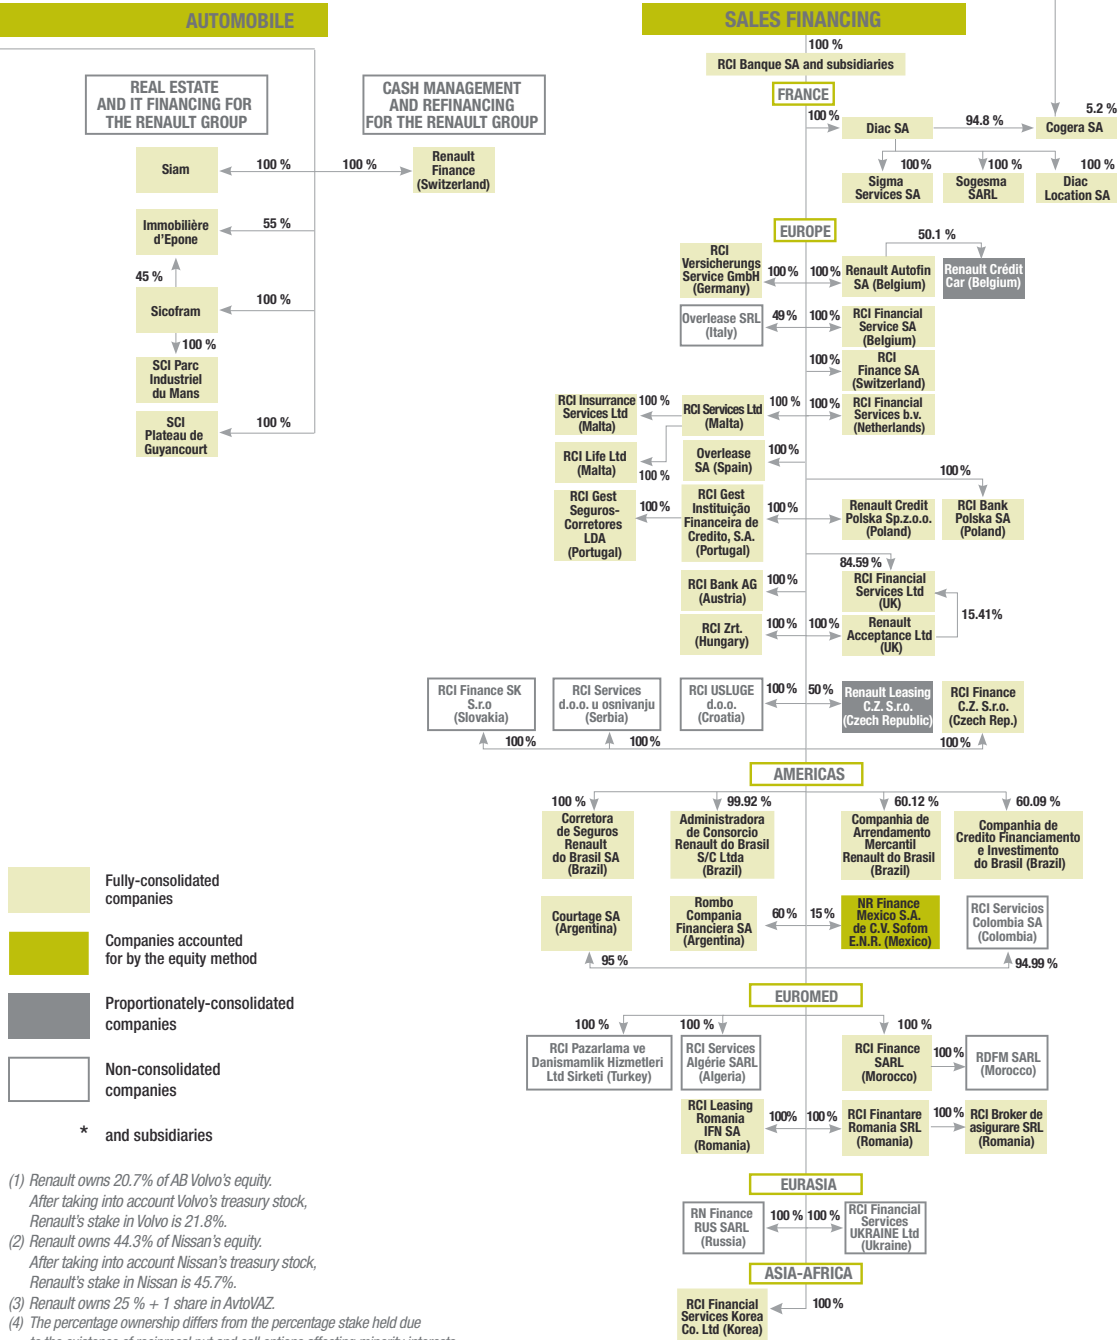 AUTOMOBILE
SALES FINANCING
REAL ESTATE
AND IT FINANCING FOR
THE RENAULT GROUP
CASH MANAGEMENT
AND REFINANCING
FOR THE RENAULT GROUP
Siam
100 %
100 %
Renault
Finance
(Switzerland)
Immobilière
d'Epone
55 %
45 %
Sicofram
100 %
100 %
SCI Parc
Industriel
du Mans
SCI
Plateau de
Guyancourt
100 %
100 %
RCI Banque SA and subsidiaries
FRANCE
100 %
Diac SA
94.8 %
5.2 %
Cogera SA
100 %
100 %
100 %
Sigma
Services SA
Sogesma
SARL
Diac
Location SA
EUROPE
50.1 %
RCI
Versicherungs
Service GmbH
(Germany)
100 %
100 %
Renault Autofin
SA (Belgium)
Renault Crédit
Car (Belgium)
Overlease SRL
(Italy)
49 %
100 %
RCI Financial
Service SA
(Belgium)
100 %
RCI
Finance SA
(Switzerland)
RCI Insurrance
Services Ltd
(Malta)
100 %
RCI Services Ltd
(Malta)
100 %
100 %
RCI Financial
Services b.v.
(Netherlands)
RCI Life Ltd
(Malta)
100 %
Overlease
SA (Spain)
100 %
100 %
RCI Gest
Seguros-
Corretores
LDA
(Portugal)
100 %
RCI Gest
Instituição
Financeira de
Credito, S.A.
(Portugal)
100 %
Renault Credit
Polska Sp.z.o.o.
(Poland)
RCI Bank
Polska SA
(Poland)
84.59 %
RCI Bank AG
(Austria)
100 %
RCI Financial
Services Ltd
(UK)
15.41%
RCI Zrt.
(Hungary)
100 %
100 %
Renault
Acceptance Ltd
(UK)
RCI Finance SK
S.r.o
(Slovakia)
RCI Services
d.o.o. u osnivanju
(Serbia)
RCI USLUGE
d.o.o.
(Croatia)
100 %
50 %
Renault Leasing
C.Z. S.r.o.
(Czech Republic)
RCI Finance
C.Z. S.r.o.
(Czech Rep.)
100 %
100 %
100 %
AMERICAS
100 %
99.92 %
60.12 %
60.09 %
Corretora
de Seguros
Renault
do Brasil SA
(Brazil)
Administradora
de Consorcio
Renault do Brasil
S/C Ltda
(Brazil)
Companhia de
Arrendamento
Mercantil
Renault do Brasil
(Brazil)
Companhia de
Credito Financiamento
e Investimento
do Brasil (Brazil)
Courtage SA
(Argentina)
Rombo
Compania
Financiera SA
(Argentina)
60 %
15 %
NR Finance
Mexico S.A.
de C.V. Sofom
E.N.R. (Mexico)
RCI Servicios
Colombia SA
(Colombia)
95 %
94.99 %
EUROMED
100 %
100 %
100 %
RCI Pazarlama ve
Danismamlik Hizmetleri
Ltd Sirketi (Turkey)
RCI Services
Algérie SARL
(Algeria)
RCI Finance
SARL
(Morocco)
100 %
RDFM SARL
(Morocco)
RCI Leasing
Romania
IFN SA
(Romania)
100%
100 %
RCI Finantare
Romania SRL
(Romania)
100 %
RCI Broker de
asigurare SRL
(Romania)
EURASIA
RN Finance
RUS SARL
(Russia)
100 %
100 %
RCI Financial
Services
UKRAINE Ltd
(Ukraine)
ASIA-AFRICA
RCI Financial
Services Korea
Co. Ltd (Korea)
100 %
Fully-consolidated
companies
Companies accounted
for by the equity method
Proportionately-consolidated
companies
Non-consolidated
companies
* and subsidiaries
(1) Renault owns 20.7% of AB Volvo's equity.
After taking into account Volvo's treasury stock,
Renault's stake in Volvo is 21.8%.
(2) Renault owns 44.3% of Nissan's equity.
After taking into account Nissan's treasury stock,
Renault's stake in Nissan is 45.7%.
(3) Renault owns 25 % + 1 share in AvtoVAZ.
(4) The percentage ownership differs from the percentage stake held due